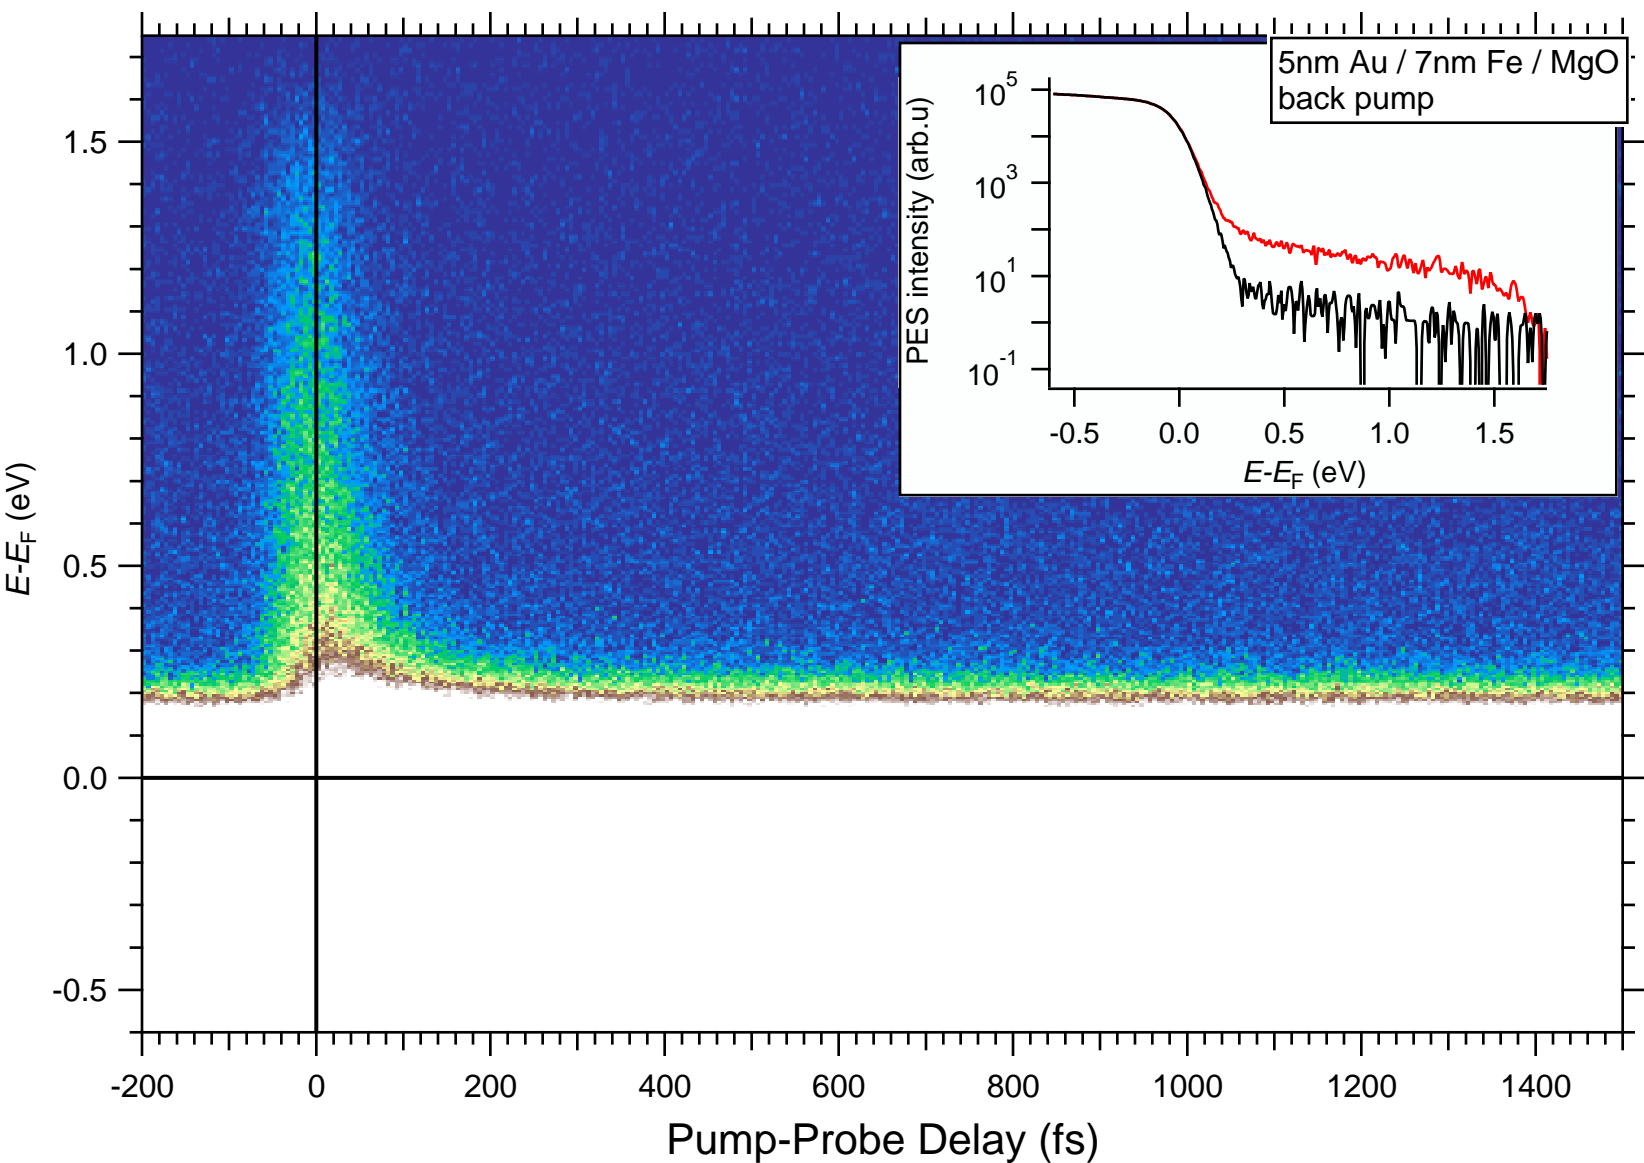 5nm Au / 7nm Fe / MgO
back pump
PES intensity (arb.u)
10^5
10^3
10^1
10^-1
-0.5 0.0 0.5 1.0 1.5
E-E_F (eV)
E-E_F (eV)
1.5
1.0
0.5
0.0
-0.5
-200 0 200 400 600 800 1000 1200 1400
Pump-Probe Delay (fs)